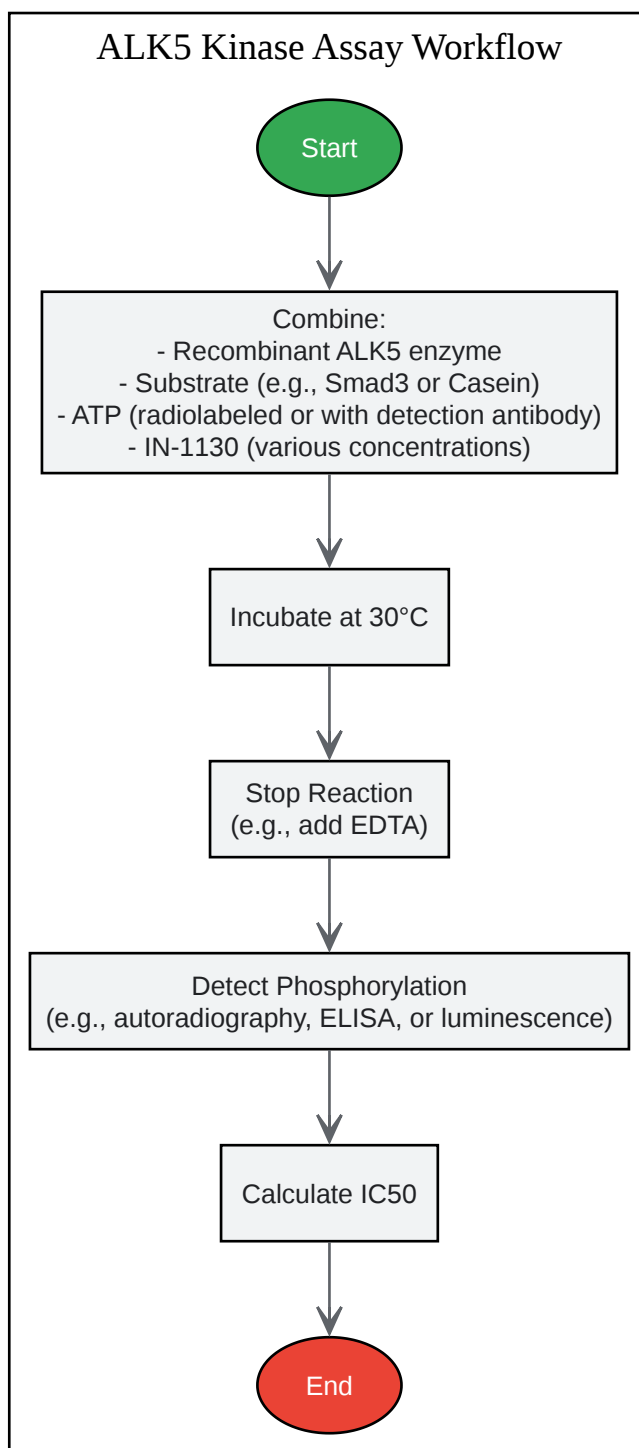 ALK5 Kinase Assay Workflow
Start
Combine:
- Recombinant ALK5 enzyme
- Substrate (e.g., Smad3 or Casein)
- ATP (radiolabeled or with detection antibody)
- IN-1130 (various concentrations)
Incubate at 30°C
Stop Reaction
(e.g., add EDTA)
Detect Phosphorylation
(e.g., autoradiography, ELISA, or luminescence)
Calculate IC50
End